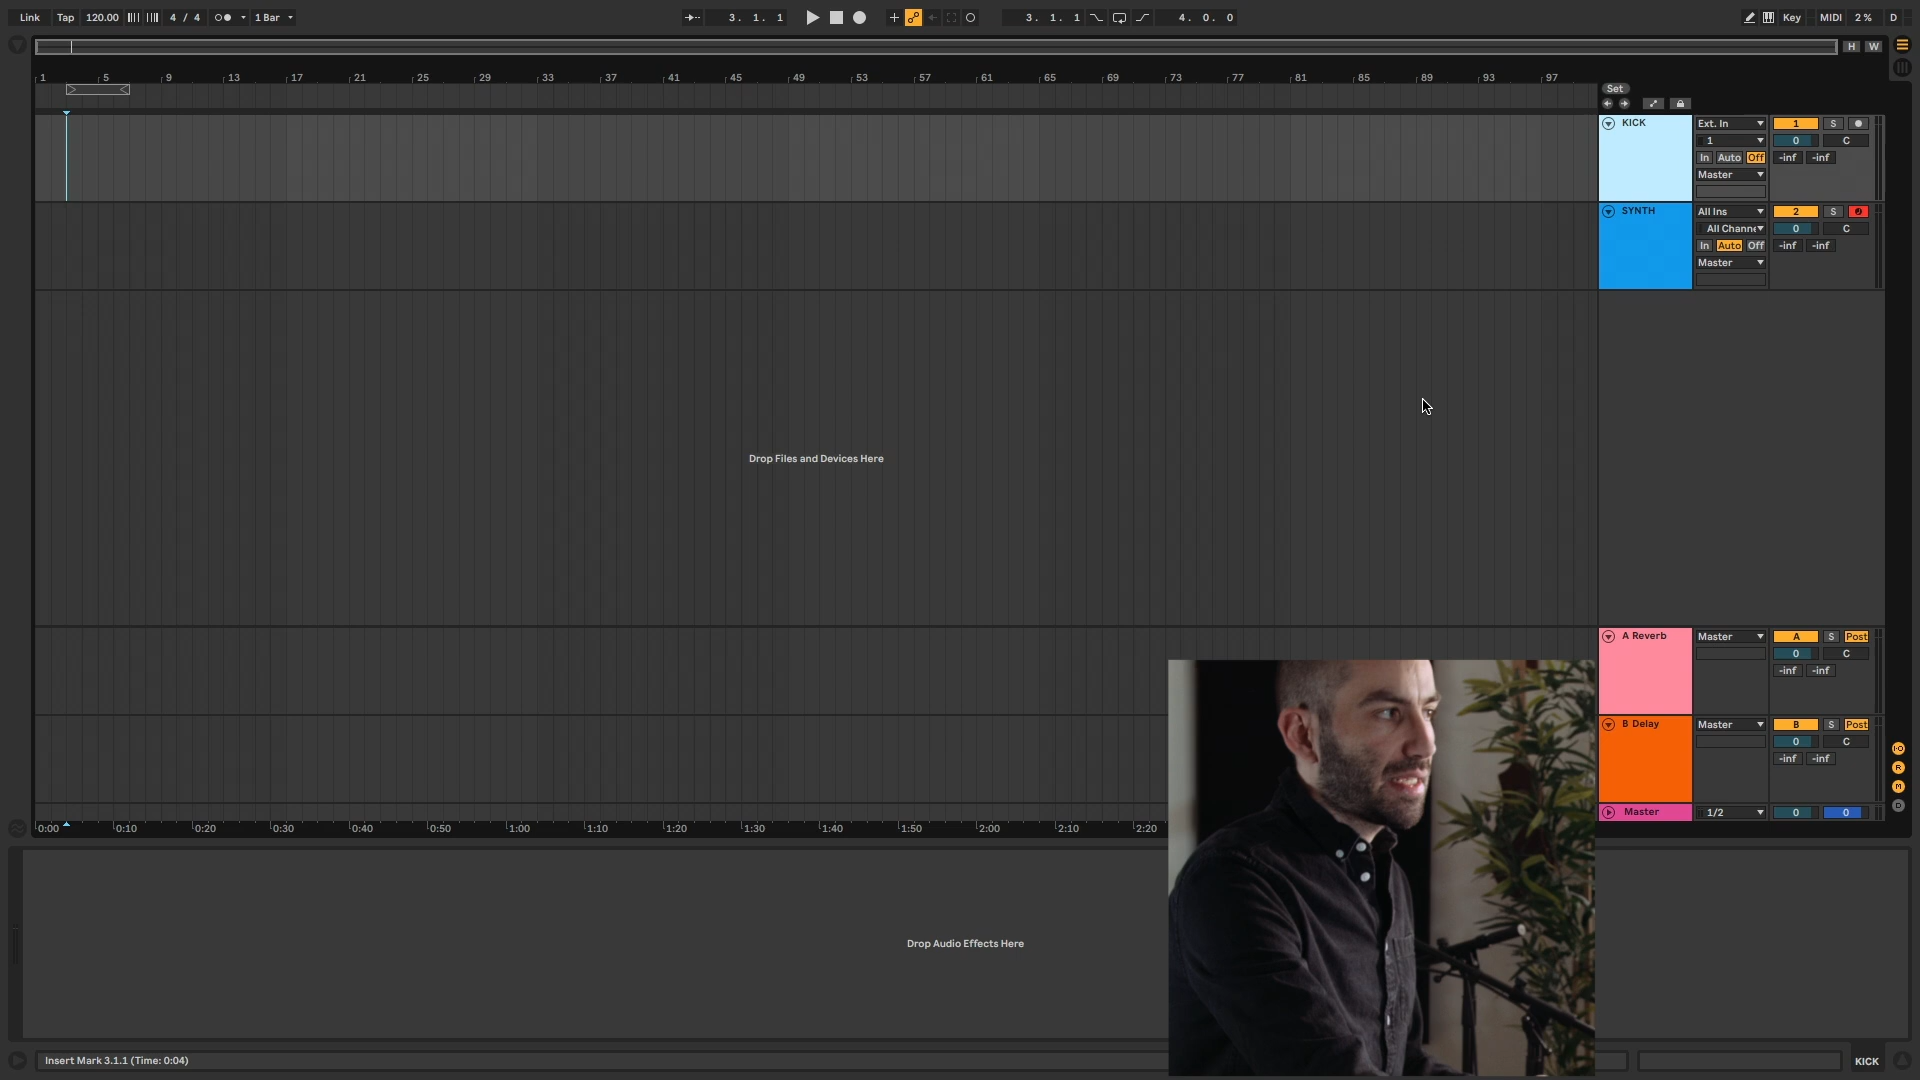 Link Tap 120.00 4 / 4 1 Bar 3. 1. 1 3. 1. 1 4. 0. 0 Key MIDI 2 % D
H W
1 5 9 13 17 21 25 29 33 37 41 45 49 53 57 61 65 69 73 77 81 85 89 93 97
Set
KICK Ext. In 1 S
1 0 C
In Auto Off -inf -inf
Master
SYNTH All Ins 2 S
All Channe 0 C
In Auto Off -inf -inf
Master
Drop Files and Devices Here
A Reverb Master A S Post
0 C
-inf -inf
B Delay Master B S Post
0 C
-inf -inf
I·O
R
M
D
Master 1/2 0 0
0:00 0:10 0:20 0:30 0:40 0:50 1:00 1:10 1:20 1:30 1:40 1:50 2:00 2:10 2:20
Drop Audio Effects Here
Insert Mark 3.1.1 (Time: 0:04) KICK